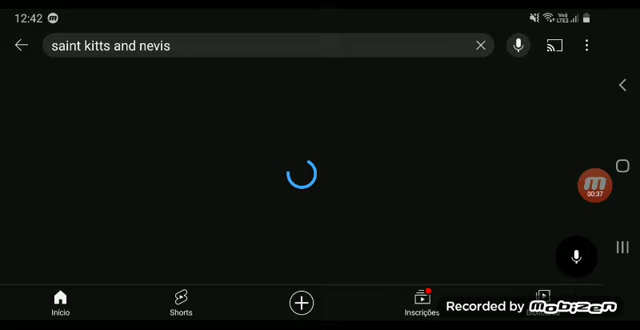 12:42
saint kitts and nevis
00:37
Início
Shorts
Inscrições
Recorded by mobizen